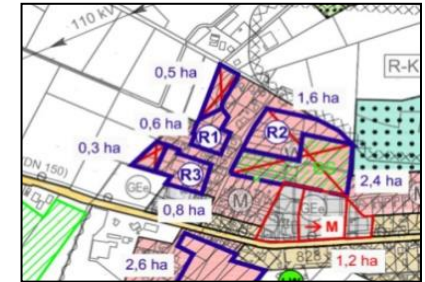 110 kV
R-K
0,5 ha
1,6 ha
0,6 ha
R1
R2
0,3 ha
R3
(DN 150)
GEe
M
GEe
2,4 ha
0,8 ha
M
L 828
2,6 ha
1,2 ha